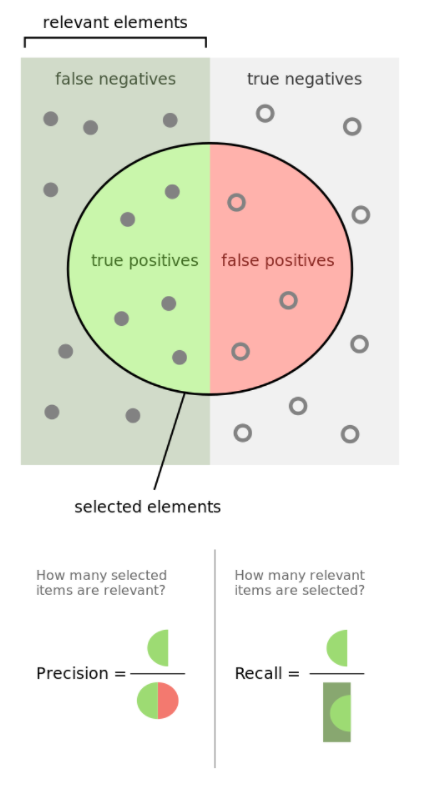 relevant elements
false negatives
true negatives
true positives
false positives
selected elements
How many selected
items are relevant?
How many relevant
items are selected?
Precision =
Recall =